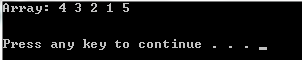 Array: 4 3 2 1 5
Press any key to continue . . . _